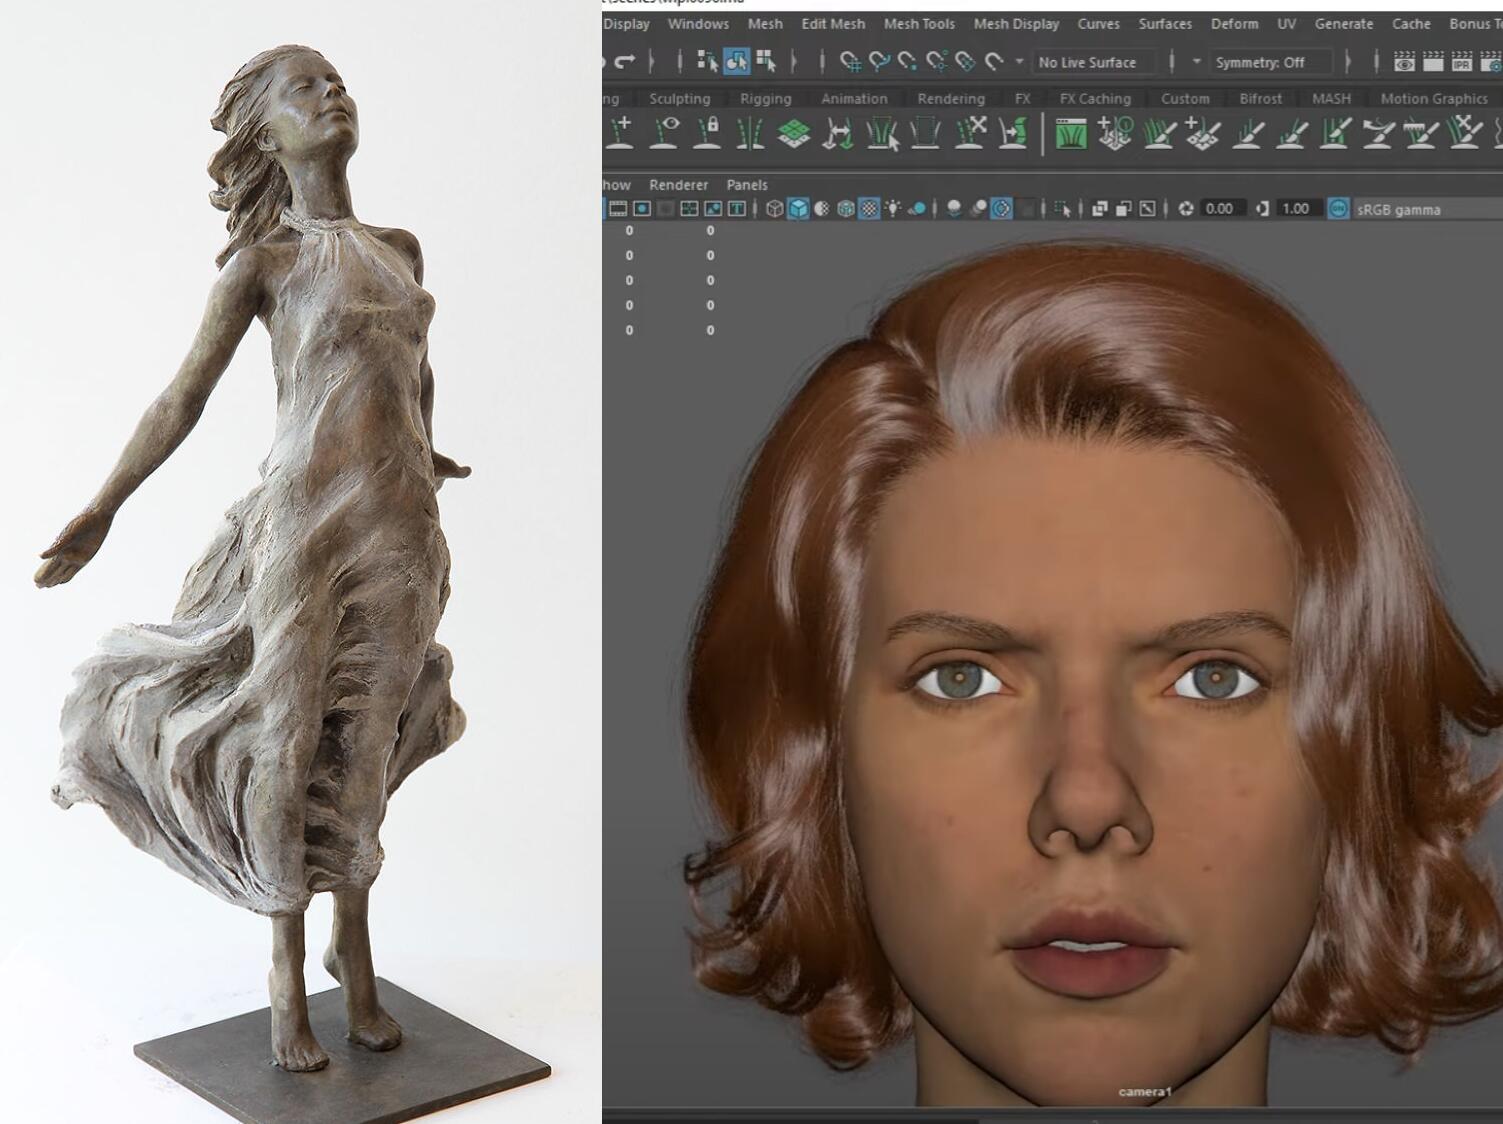 Display Windows Mesh Edit Mesh Mesh Tools Mesh Display Curves Surfaces Deform UV Generate Cache Bonus
No Live Surface Symmetry: Off IPR
Sculpting Rigging Animation Rendering FX FX Caching Custom Bifrost MASH Motion Graphics
Renderer Panels
0.00 1.00 ON sRGB gamma
0 0
0 0
0 0
0 0
0 0
camera1